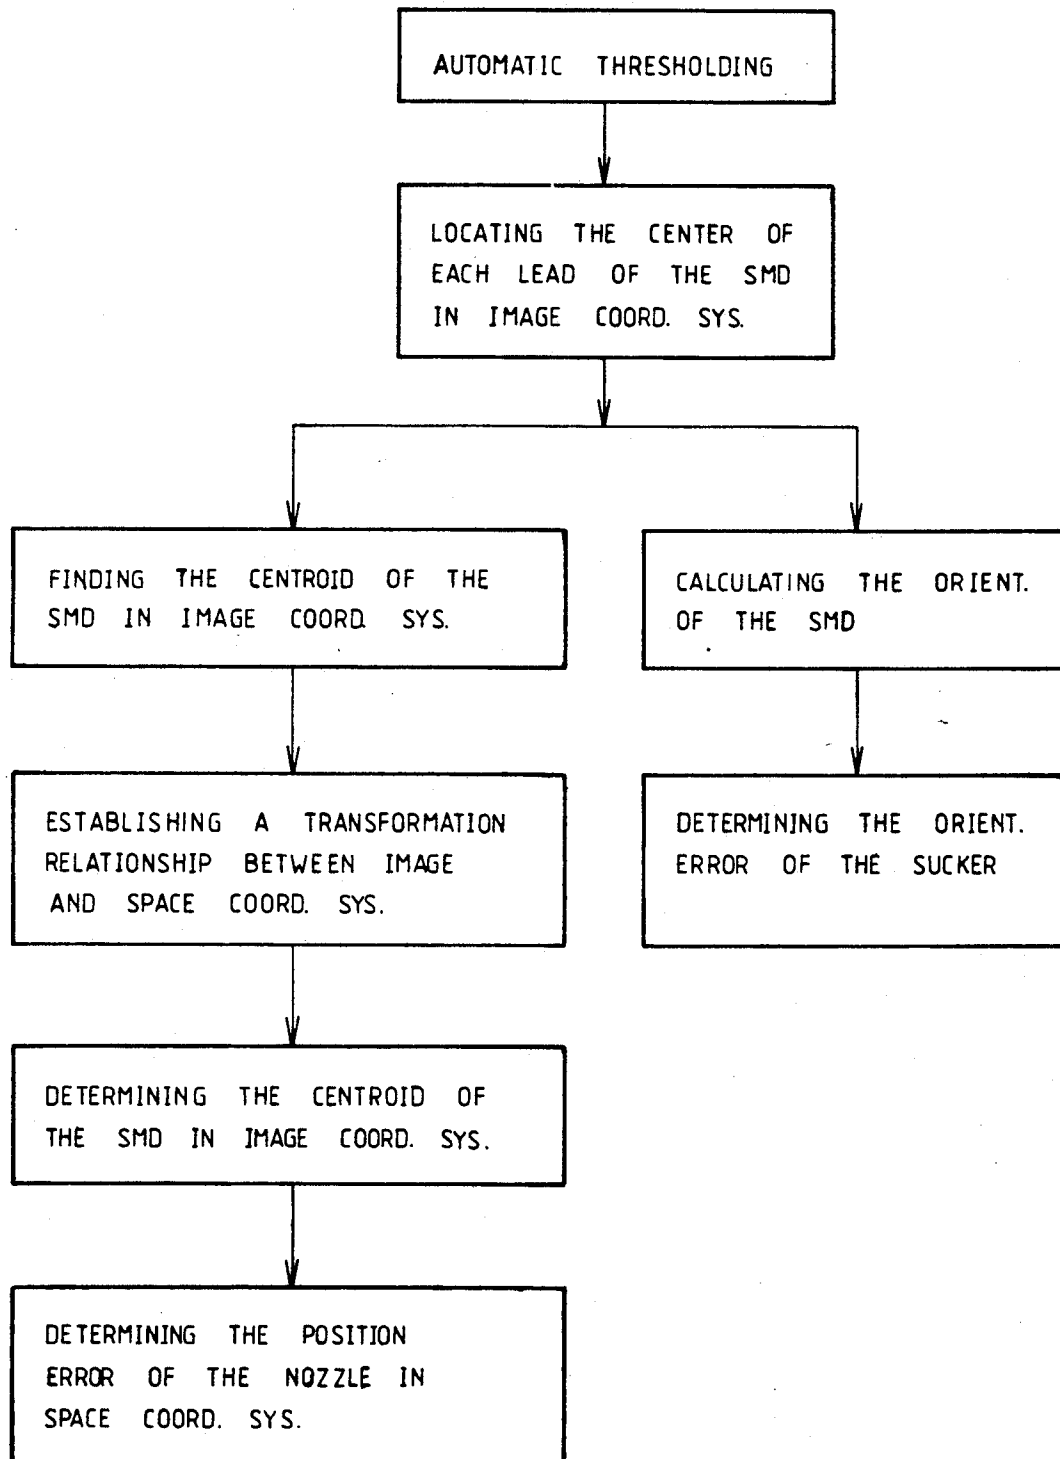 AUTOMATIC THRESHOLDING
LOCATING THE CENTER OF
EACH LEAD OF THE SMD
IN IMAGE COORD. SYS.
FINDING THE CENTROID OF THE
SMD IN IMAGE COORD. SYS.
CALCULATING THE ORIENT.
OF THE SMD
ESTABLISHING A TRANSFORMATION
RELATIONSHIP BETWEEN IMAGE
AND SPACE COORD. SYS.
DETERMINING THE ORIENT.
ERROR OF THE SUCKER
DETERMINING THE CENTROID OF
THE SMD IN IMAGE COORD. SYS.
DETERMINING THE POSITION
ERROR OF THE NOZZLE IN
SPACE COORD. SYS.